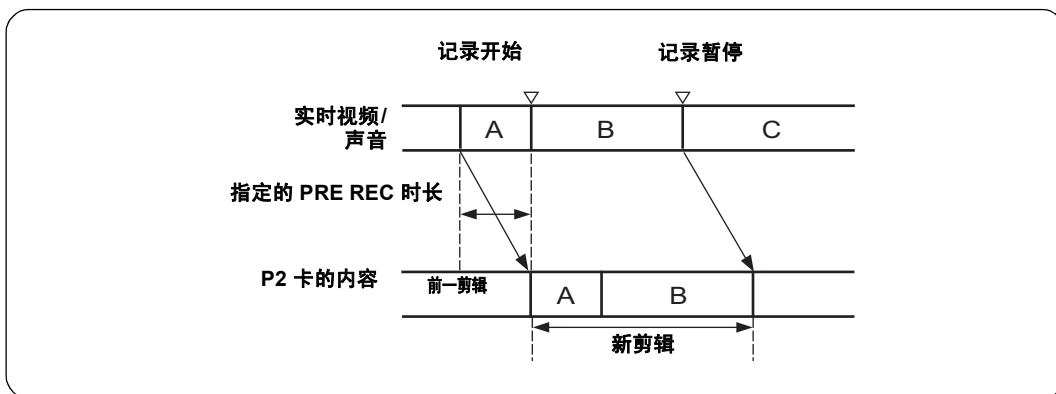 记录开始 记录暂停
实时视频/
声音
A B C
指定的 PRE REC 时长
P2 卡的内容 前一剪辑 A B
新剪辑